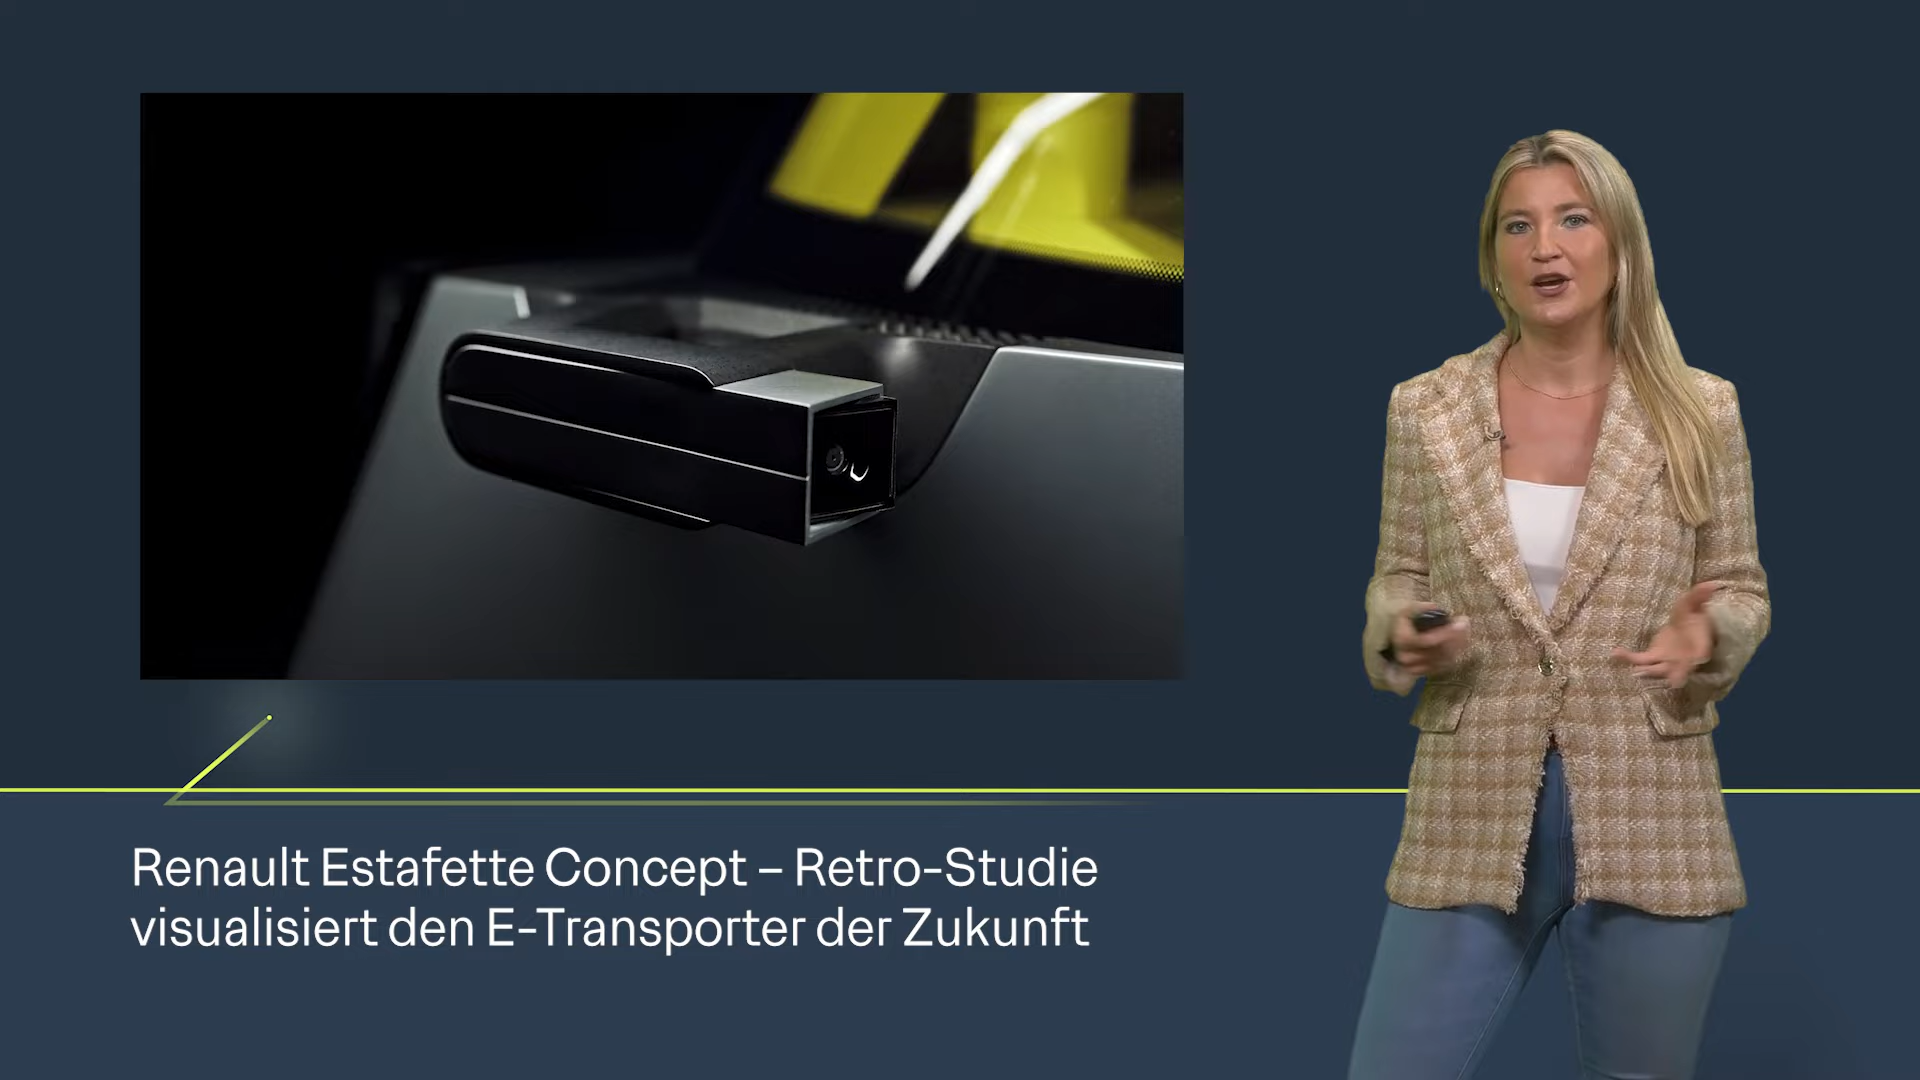 Renault Estafette Concept – Retro-Studie
visualisiert den E-Transporter der Zukunft